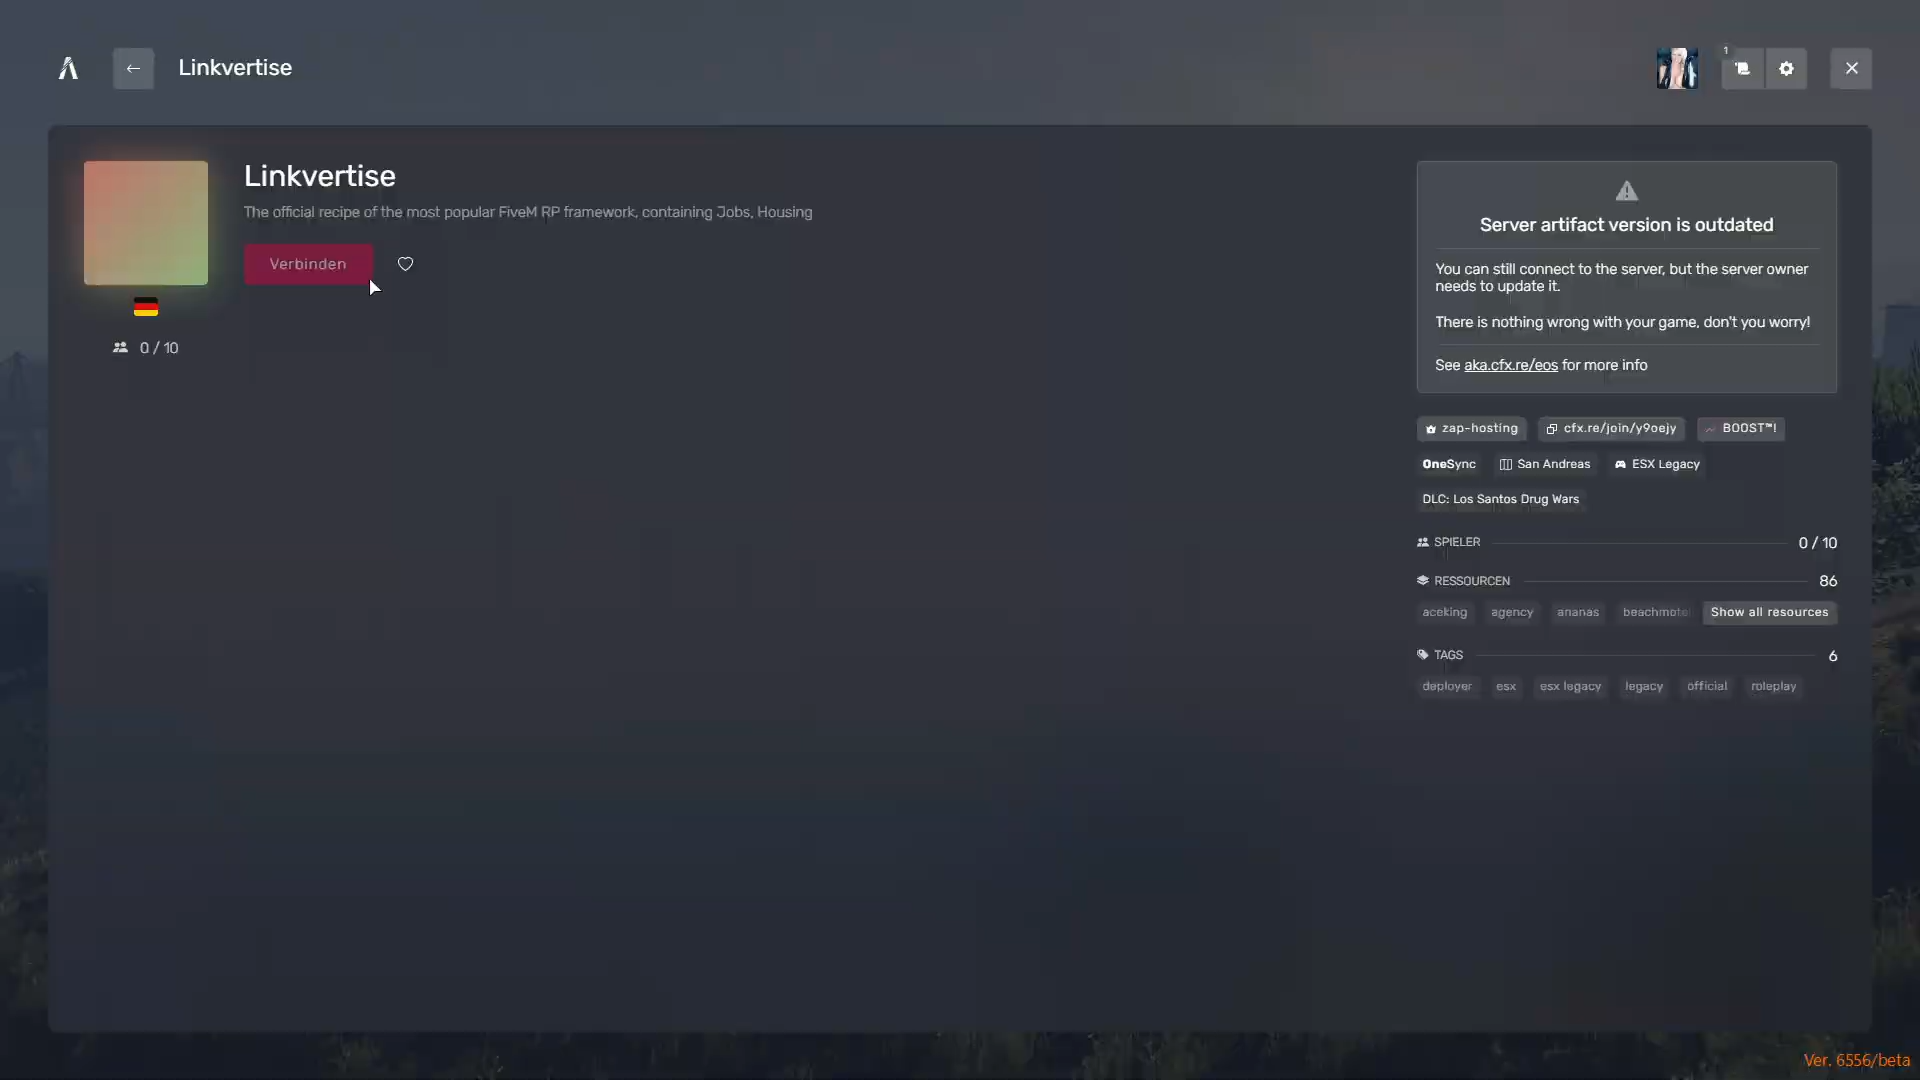 Linkvertise
1
Linkvertise
The official recipe of the most popular FiveM RP framework, containing Jobs, Housing
Verbinden
0 / 10
Server artifact version is outdated
You can still connect to the server, but the server owner
needs to update it.
There is nothing wrong with your game, don't you worry!
See aka.cfx.re/eos for more info
zap-hosting cfx.re/join/y9oejy BOOST™!
OneSync San Andreas ESX Legacy
DLC: Los Santos Drug Wars
SPIELER 0 / 10
RESSOURCEN 86
aceking agency ananas beachmote Show all resources
TAGS 6
deployer esx esx legacy legacy official roleplay
Ver. 6556/beta